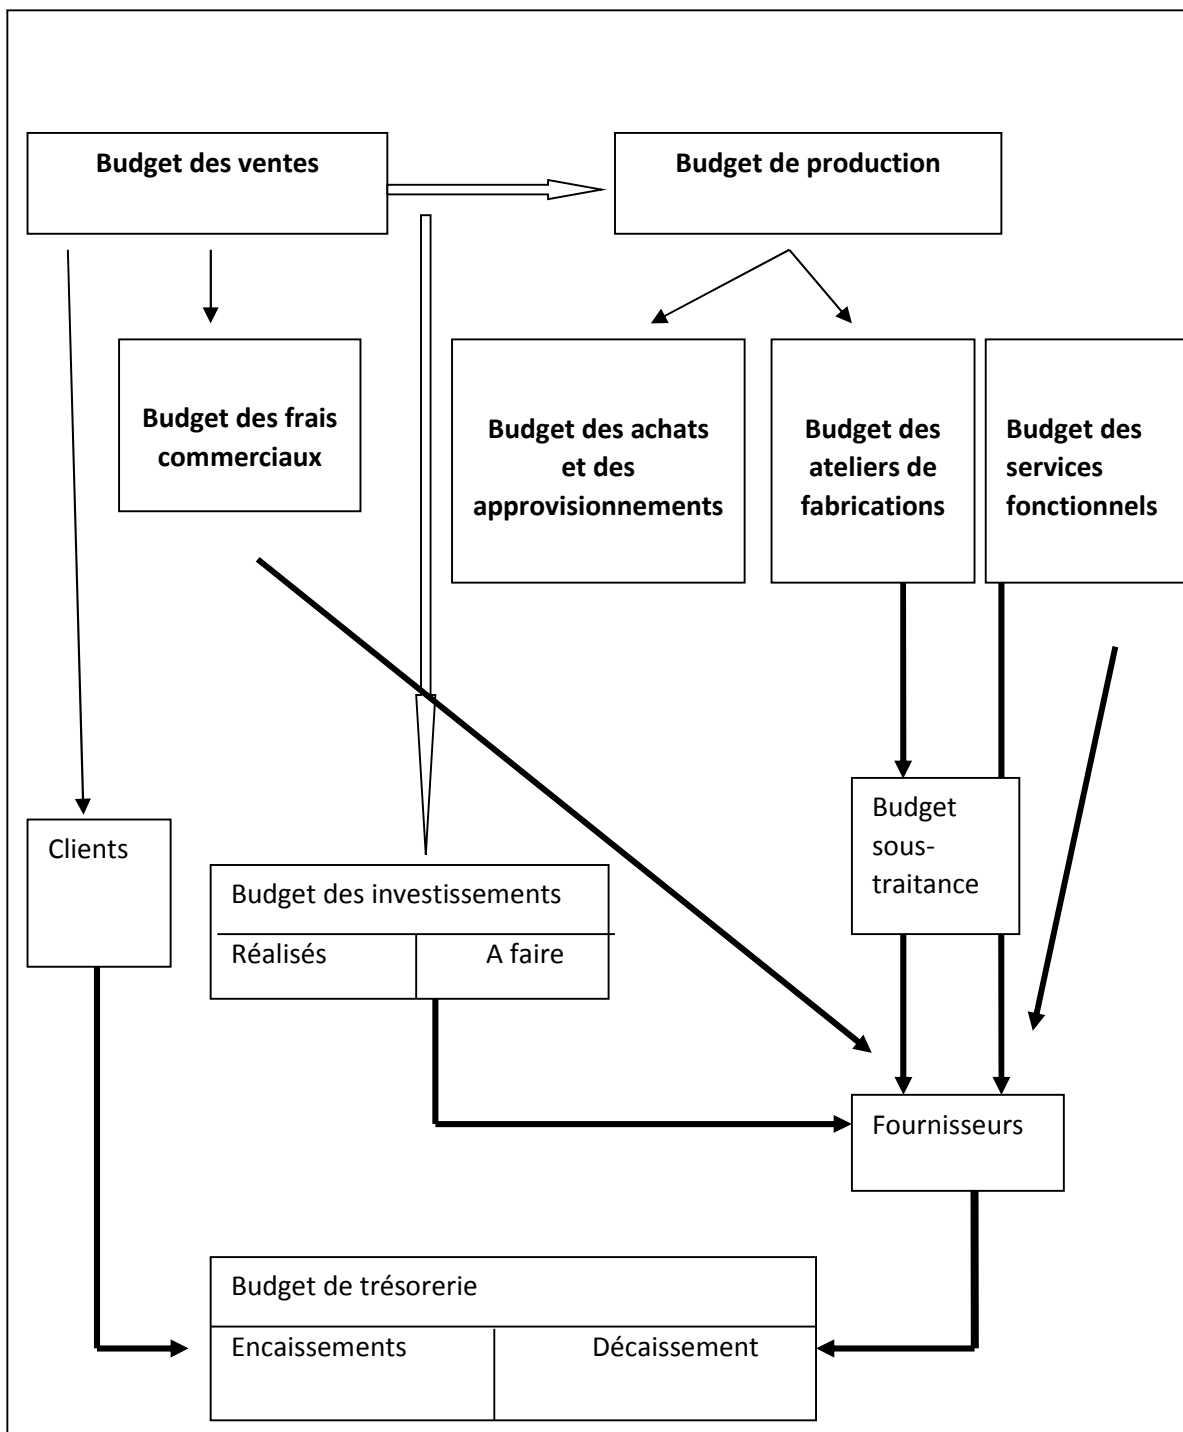 Budget des ventes
Budget de production
Budget des frais
commerciaux
Budget des achats
et des
approvisionnements
Budget des
ateliers de
fabrications
Budget des
services
fonctionnels
Budget
sous-
traitance
Clients
Budget des investissements
Réalisés
A faire
Fournisseurs
Budget de trésorerie
Encaissements
Décaissement